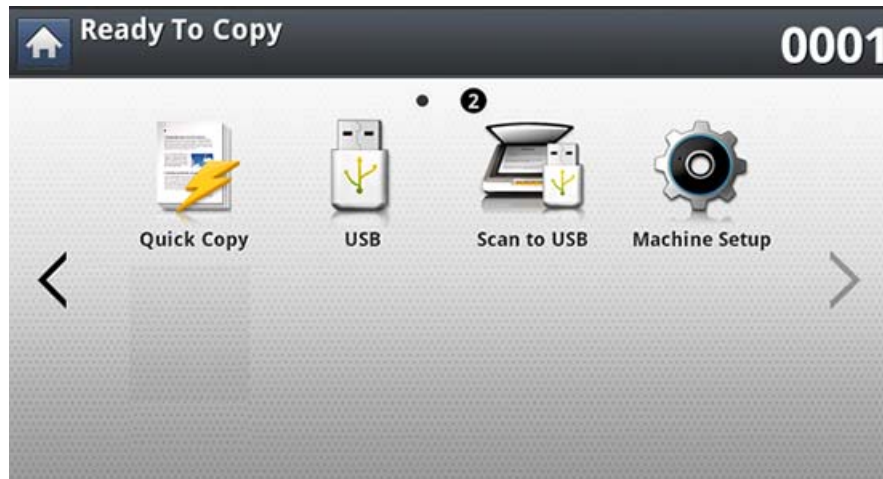 Ready To Copy
0001
2
Quick Copy
USB
Scan to USB
Machine Setup